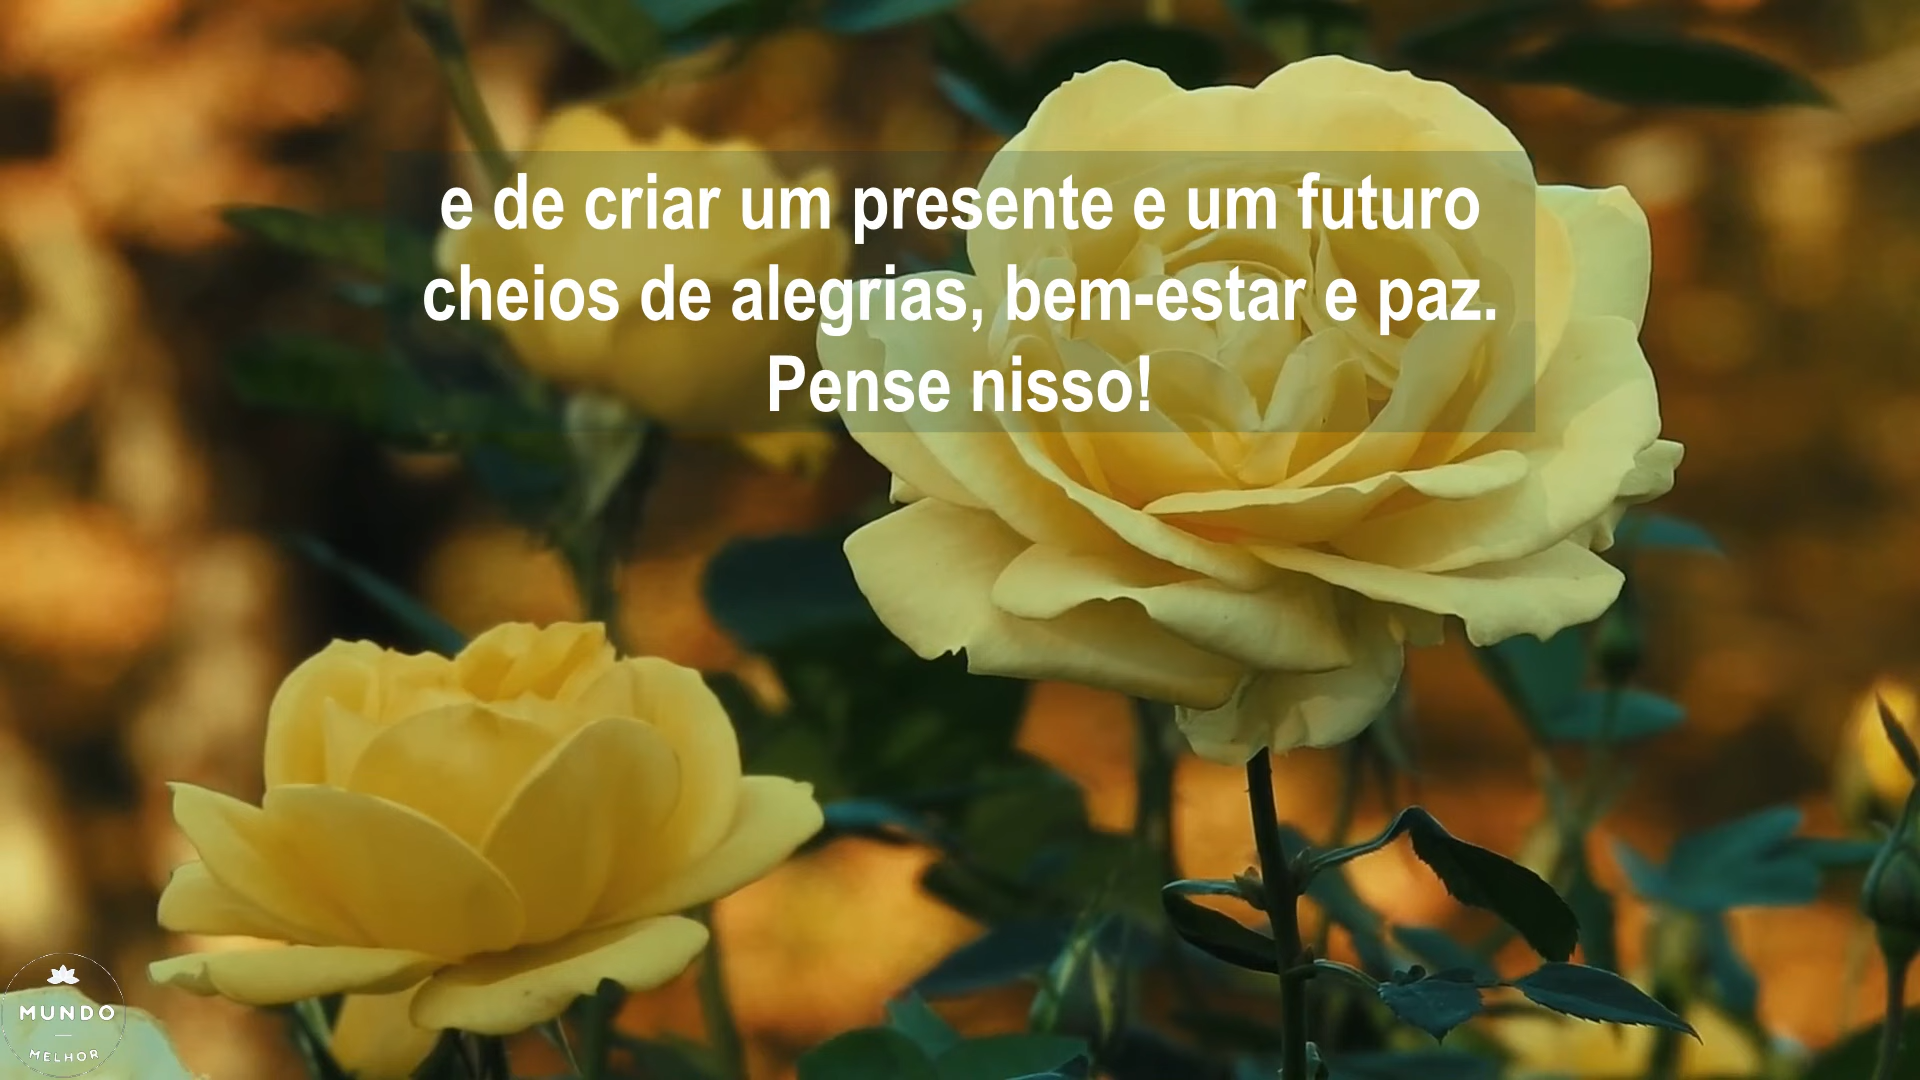 e de criar um presente e um futuro
cheios de alegrias, bem-estar e paz.
Pense nisso!
MUNDO
MELHOR